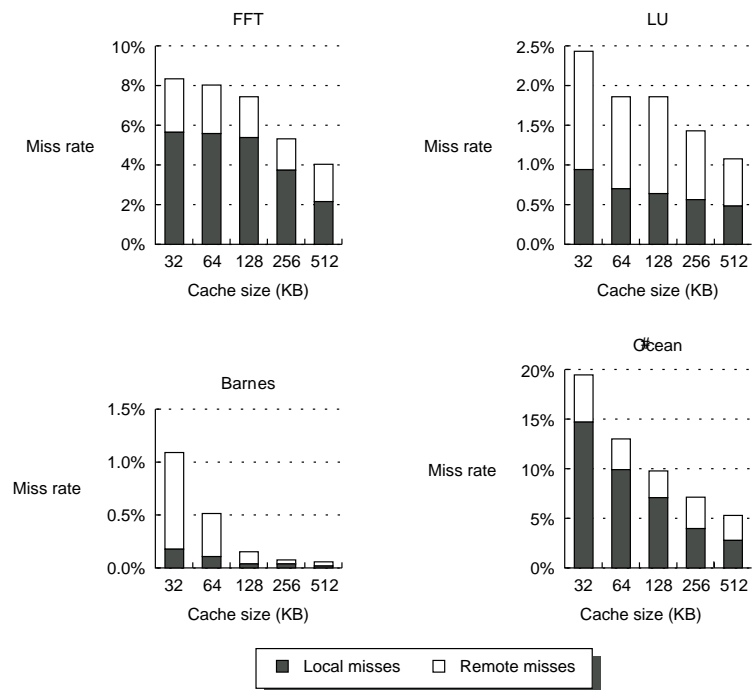 FFT
10%
8%
6%
4%
2%
0%
Miss rate
32 64 128 256 512
Cache size (KB)
LU
2.5%
2.0%
1.5%
1.0%
0.5%
0.0%
Miss rate
32 64 128 256 512
Cache size (KB)
Barnes
1.5%
1.0%
0.5%
0.0%
Miss rate
32 64 128 256 512
Cache size (KB)
Ocean
20%
15%
10%
5%
0%
Miss rate
32 64 128 256 512
Cache size (KB)
Local misses Remote misses